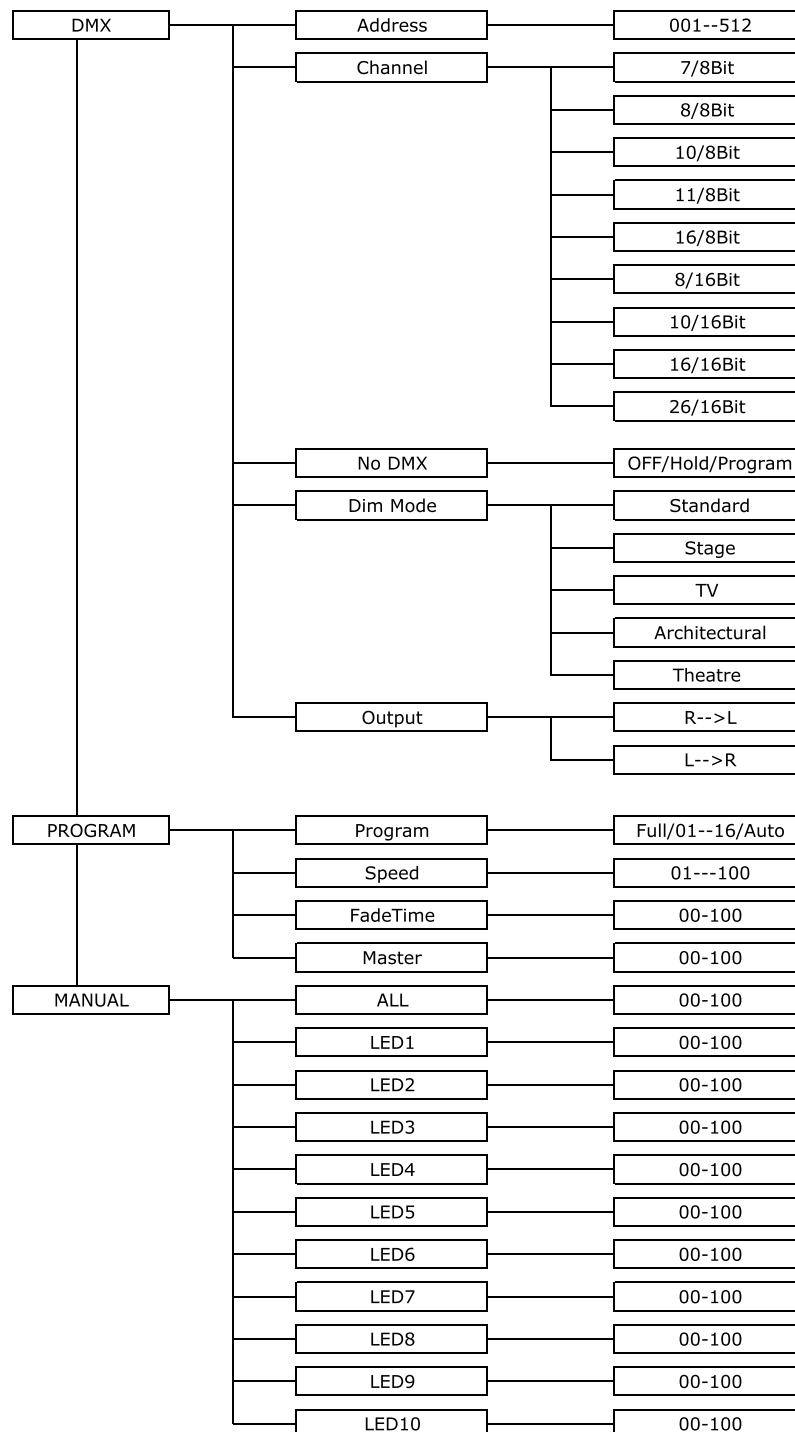 DMX Address 001--512
Channel 7/8Bit
8/8Bit
10/8Bit
11/8Bit
16/8Bit
8/16Bit
10/16Bit
16/16Bit
26/16Bit
No DMX OFF/Hold/Program
Dim Mode Standard
Stage
TV
Architectural
Theatre
Output R-->L
L-->R
PROGRAM Program Full/01--16/Auto
Speed 01---100
FadeTime 00-100
Master 00-100
MANUAL ALL 00-100
LED1 00-100
LED2 00-100
LED3 00-100
LED4 00-100
LED5 00-100
LED6 00-100
LED7 00-100
LED8 00-100
LED9 00-100
LED10 00-100